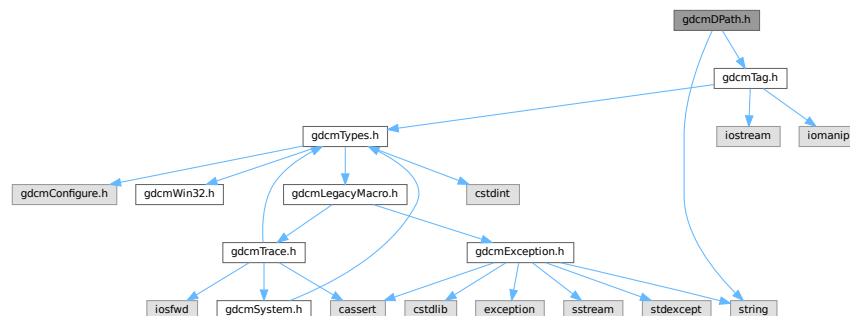 gdcmDPath.h
gdcmTag.h
gdcmTypes.h
iostream
iomanip
gdcmConfigure.h
gdcmWin32.h
gdcmLegacyMacro.h
cstdint
gdcmTrace.h
gdcmException.h
iosfwd
gdcmSystem.h
cassert
cstdlib
exception
sstream
stdexcept
string